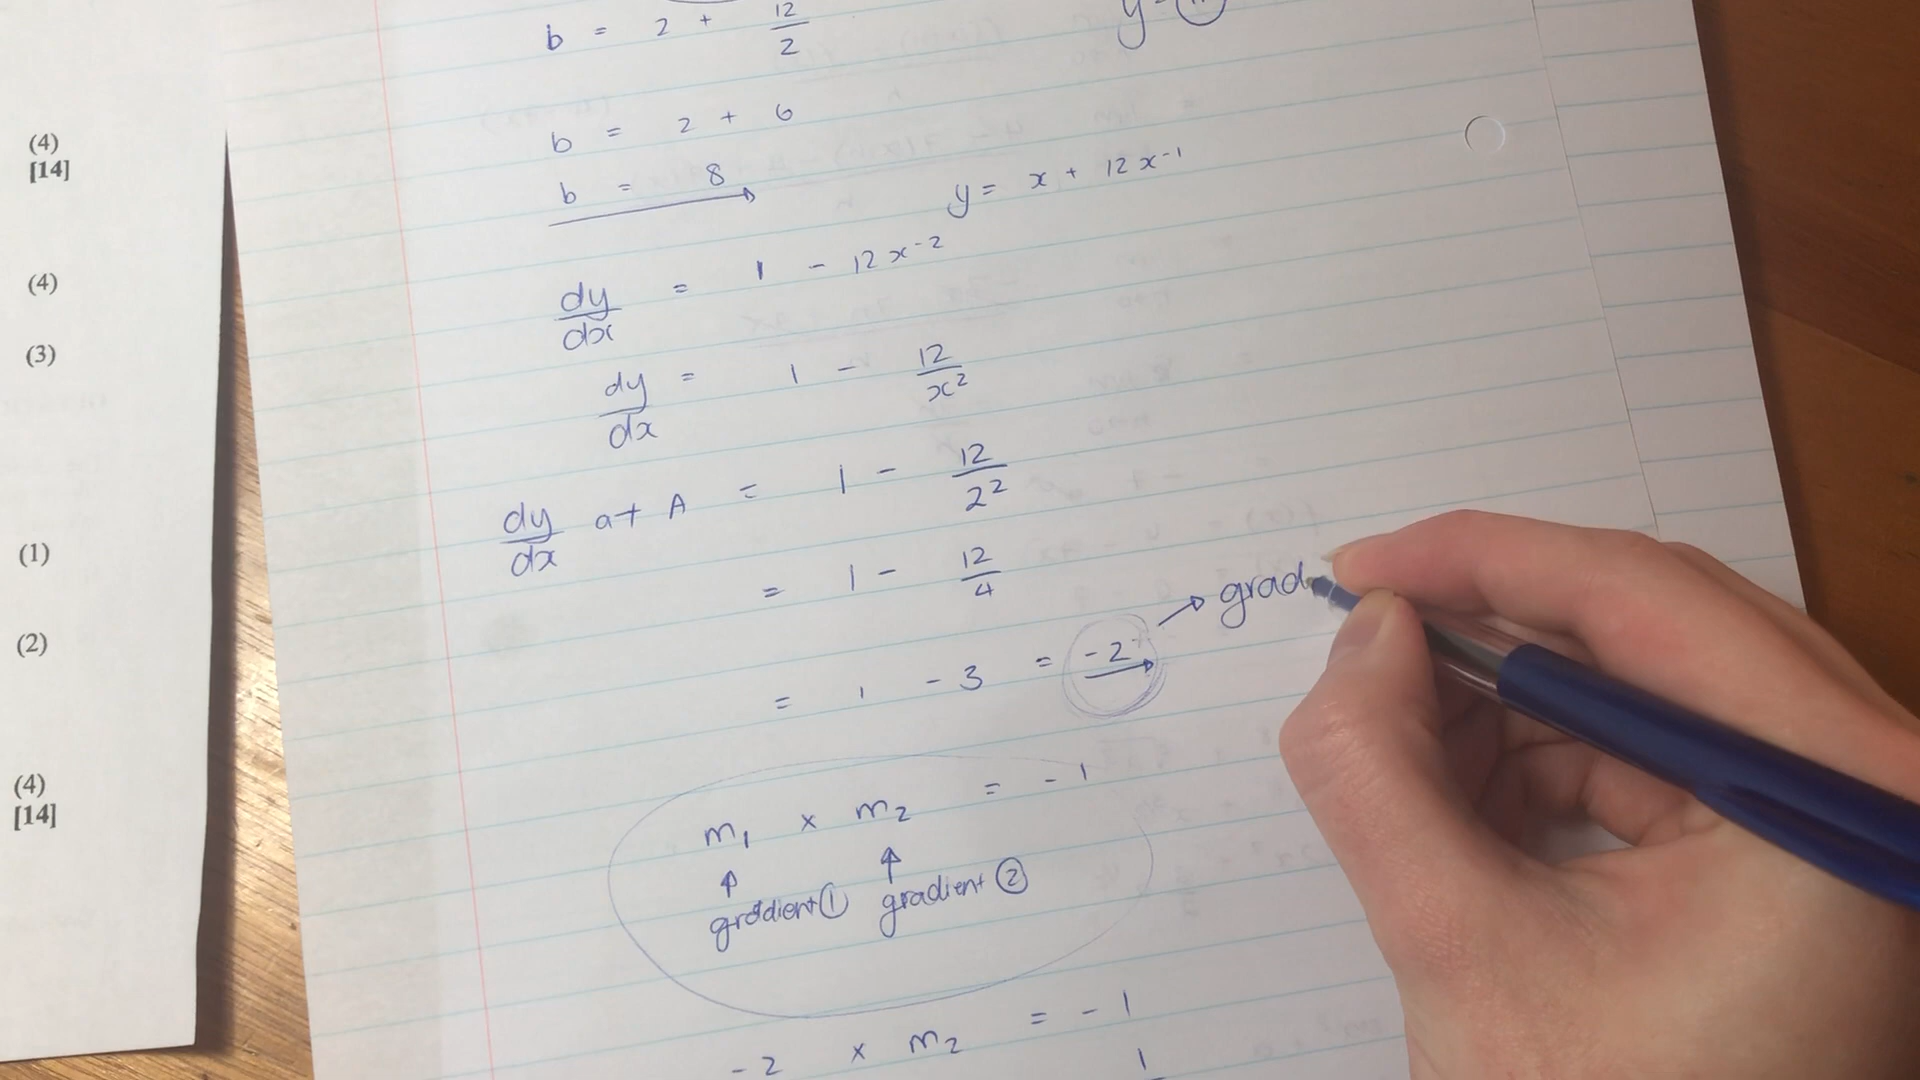 (4)
[14]
(4)
(3)
(1)
(2)
(4)
[14]
b = 2 + 12/2
b = 2 + 6
b = 8
y = x + 12x⁻¹
dy/dx = 1 - 12x⁻²
dy/dx = 1 - 12/x²
dy/dx at A = 1 - 12/2²
= 1 - 12/4
= 1 - 3 = -2 → grad
m₁ × m₂ = -1
↑ ↑
gradient ① gradient ②
-2 × m₂ = -1
1